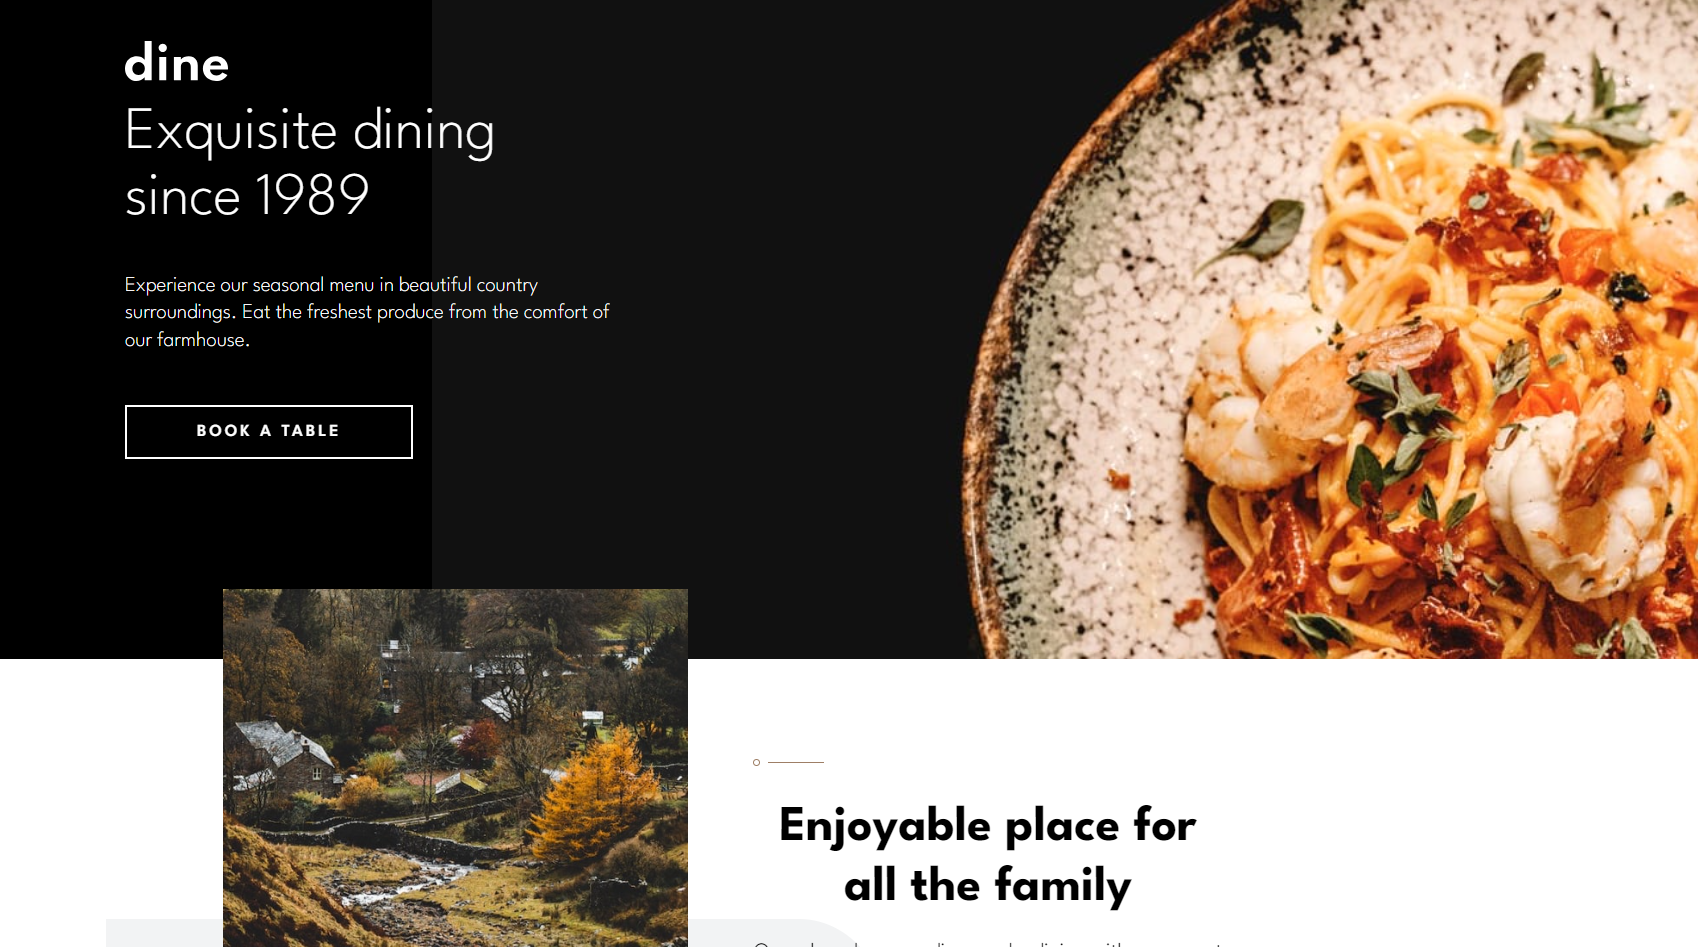 dine
Exquisite dining
since 1989
Experience our seasonal menu in beautiful country
surroundings. Eat the freshest produce from the comfort of
our farmhouse.
BOOK A TABLE
Enjoyable place for
all the family